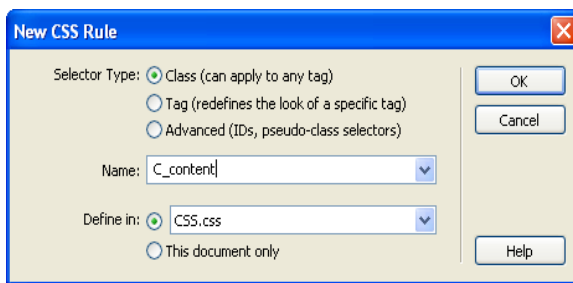 New CSS Rule
Selector Type: Class (can apply to any tag)
Tag (redefines the look of a specific tag)
Advanced (IDs, pseudo-class selectors)
Name: C_content
Define in: CSS.css
This document only
OK
Cancel
Help